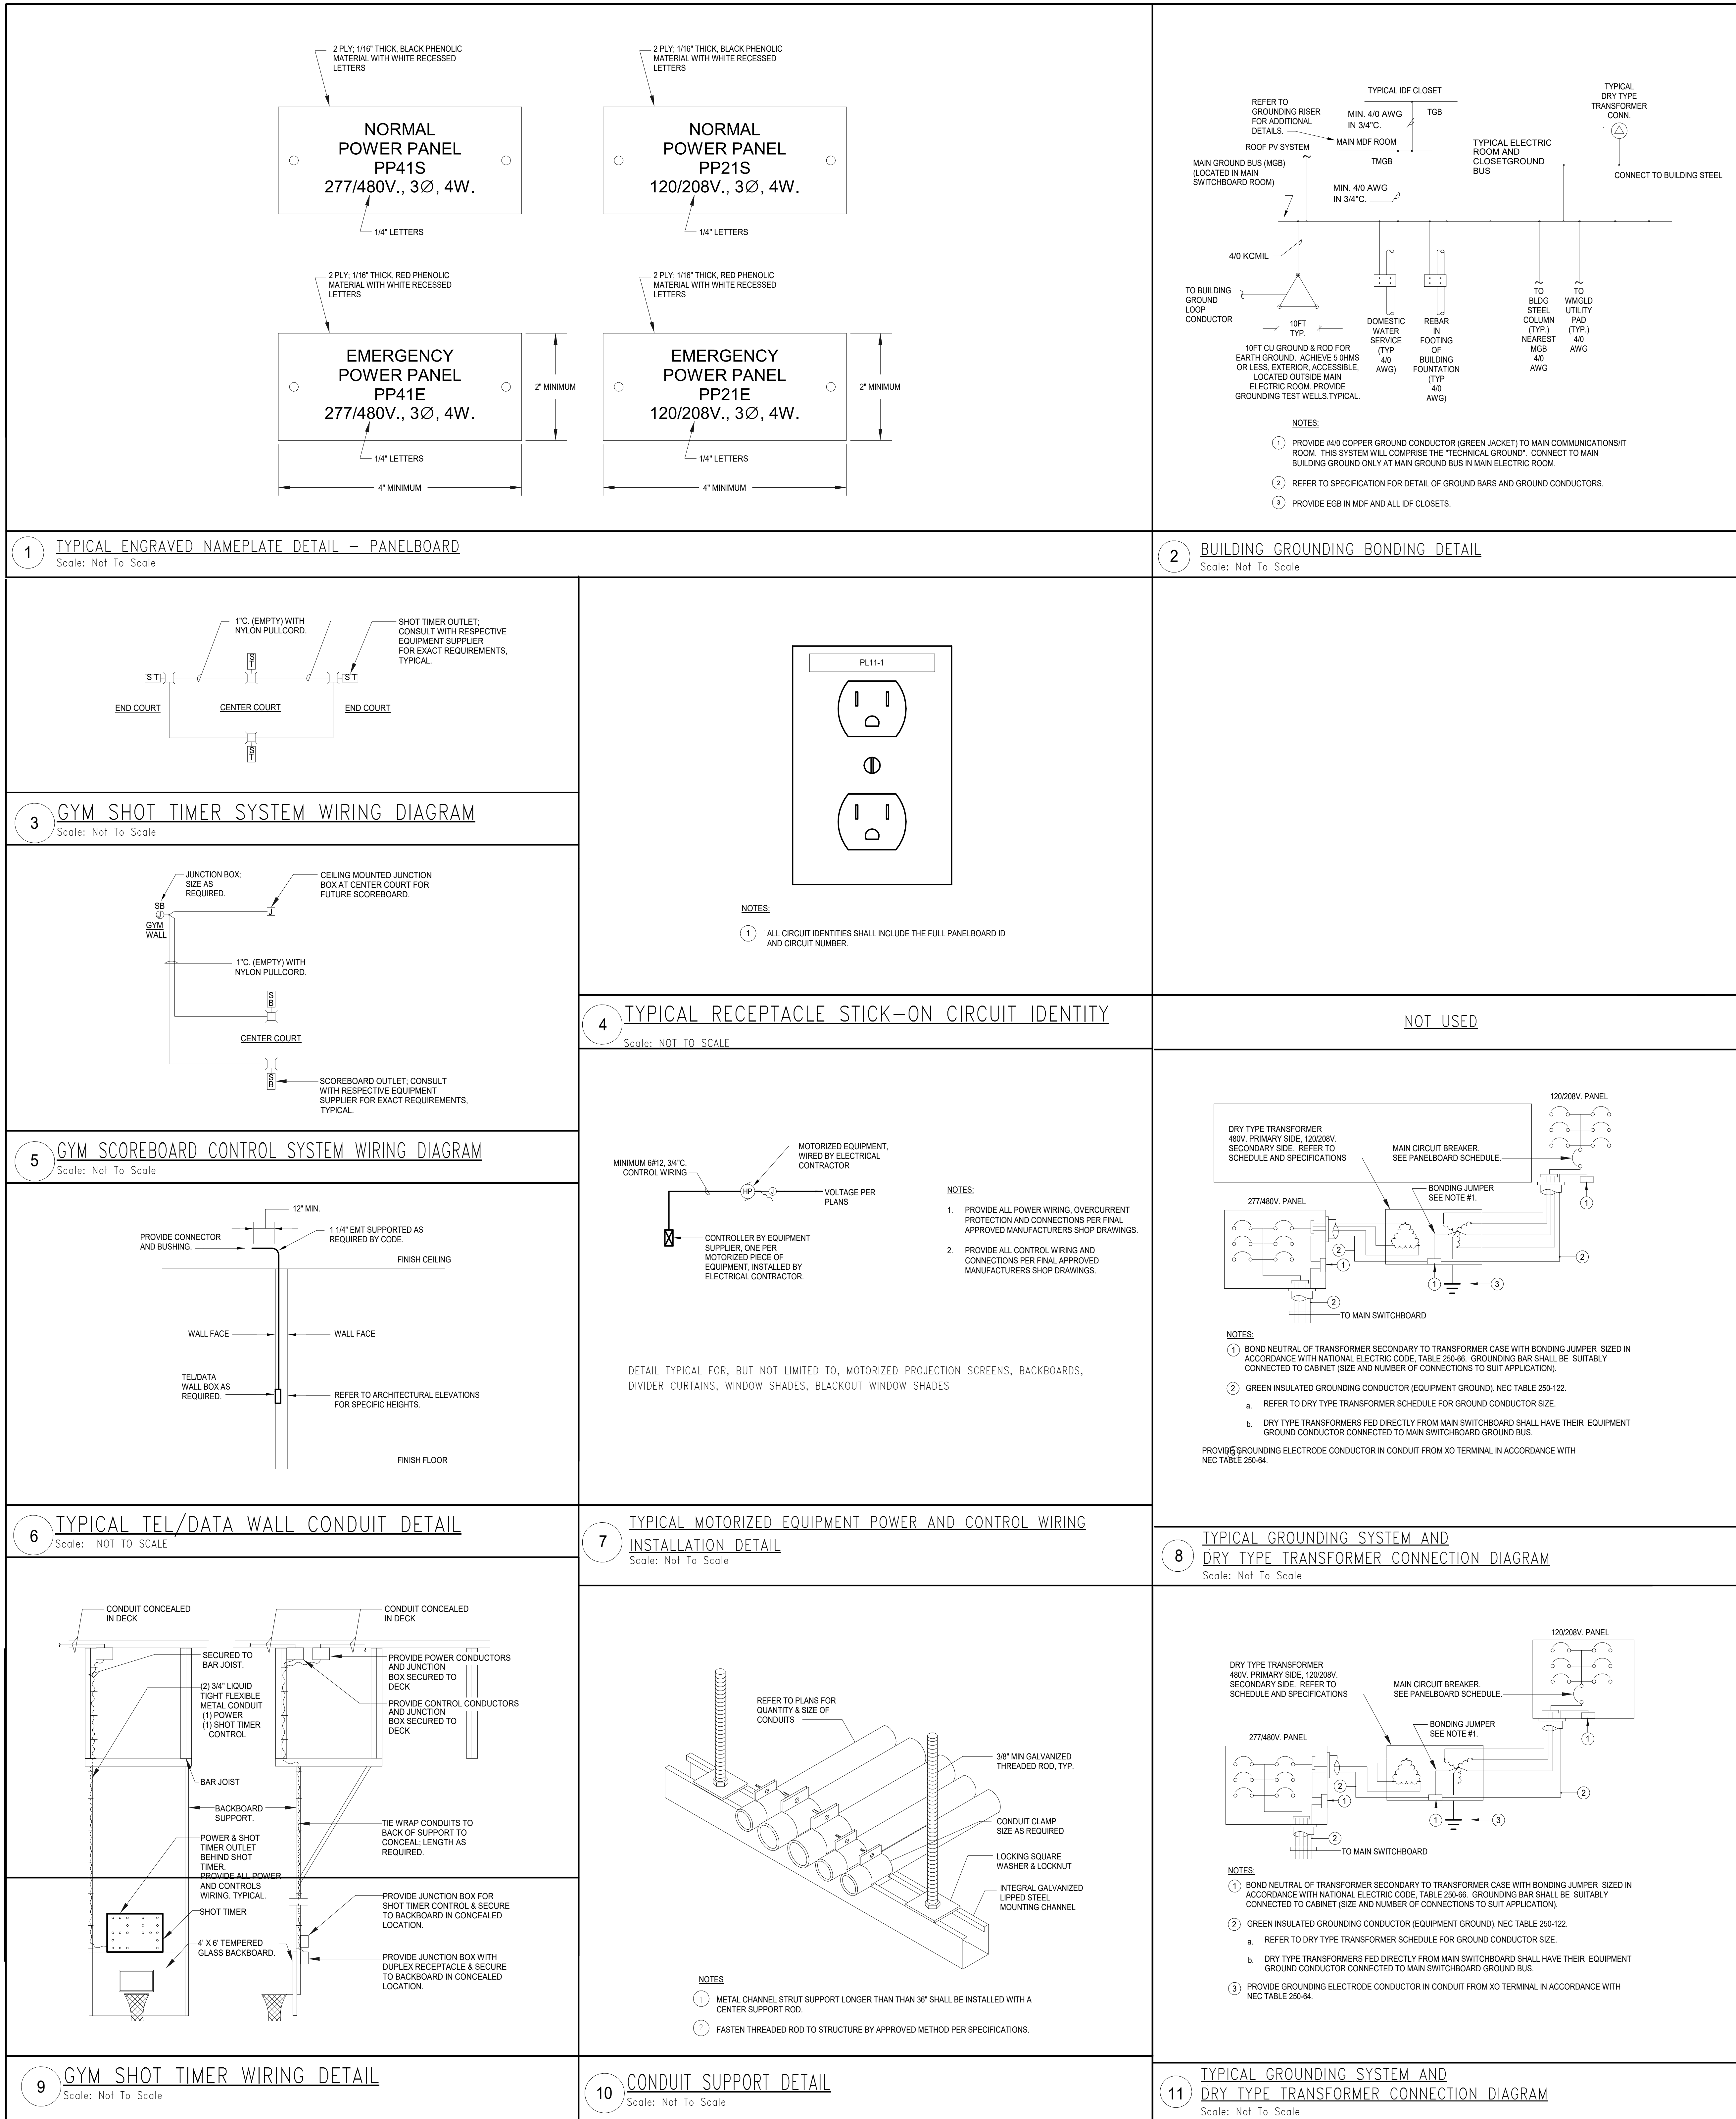 2 PLY; 1/16" THICK, BLACK PHENOLIC
MATERIAL WITH WHITE RECESSED
LETTERS
NORMAL
POWER PANEL
PP41S
277/480V., 3Ø, 4W.
1/4" LETTERS
2 PLY; 1/16" THICK, BLACK PHENOLIC
MATERIAL WITH WHITE RECESSED
LETTERS
NORMAL
POWER PANEL
PP21S
120/208V., 3Ø, 4W.
1/4" LETTERS
2 PLY; 1/16" THICK, RED PHENOLIC
MATERIAL WITH WHITE RECESSED
LETTERS
EMERGENCY
POWER PANEL
PP41E
277/480V., 3Ø, 4W.
1/4" LETTERS
2" MINIMUM
4" MINIMUM
2 PLY; 1/16" THICK, RED PHENOLIC
MATERIAL WITH WHITE RECESSED
LETTERS
EMERGENCY
POWER PANEL
PP21E
120/208V., 3Ø, 4W.
1/4" LETTERS
2" MINIMUM
4" MINIMUM
1
TYPICAL ENGRAVED NAMEPLATE DETAIL - PANELBOARD
Scale: Not To Scale
TYPICAL IDF CLOSET
TGB
MIN. 4/0 AWG
IN 3/4"C.
REFER TO
GROUNDING RISER
FOR ADDITIONAL
DETAILS.
MAIN MDF ROOM
TMGB
ROOF PV SYSTEM
MAIN GROUND BUS (MGB)
(LOCATED IN MAIN
SWITCHBOARD ROOM)
MIN. 4/0 AWG
IN 3/4"C.
TYPICAL ELECTRIC
ROOM AND
CLOSETGROUND
BUS
TYPICAL
DRY TYPE
TRANSFORMER
CONN.
CONNECT TO BUILDING STEEL
4/0 KCMIL
TO BUILDING
GROUND
LOOP
CONDUCTOR
10FT
TYP.
10FT CU GROUND & ROD FOR
EARTH GROUND. ACHIEVE 5 0HMS
OR LESS, EXTERIOR, ACCESSIBLE,
LOCATED OUTSIDE MAIN
ELECTRIC ROOM. PROVIDE
GROUNDING TEST WELLS.TYPICAL.
DOMESTIC
WATER
SERVICE
(TYP
4/0
AWG)
REBAR
IN
FOOTING
OF
BUILDING
FOUNTATION
(TYP
4/0
AWG)
TO
BLDG
STEEL
COLUMN
(TYP.)
NEAREST
MGB
4/0
AWG
TO
WMGLD
UTILITY
PAD
(TYP.)
4/0
AWG
NOTES:
1 PROVIDE #4/0 COPPER GROUND CONDUCTOR (GREEN JACKET) TO MAIN COMMUNICATIONS/IT
ROOM. THIS SYSTEM WILL COMPRISE THE "TECHNICAL GROUND". CONNECT TO MAIN
BUILDING GROUND ONLY AT MAIN GROUND BUS IN MAIN ELECTRIC ROOM.
2 REFER TO SPECIFICATION FOR DETAIL OF GROUND BARS AND GROUND CONDUCTORS.
3 PROVIDE EGB IN MDF AND ALL IDF CLOSETS.
2
BUILDING GROUNDING BONDING DETAIL
Scale: Not To Scale
1"C. (EMPTY) WITH
NYLON PULLCORD.
SHOT TIMER OUTLET;
CONSULT WITH RESPECTIVE
EQUIPMENT SUPPLIER
FOR EXACT REQUIREMENTS,
TYPICAL.
ST
ST
ST
END COURT
CENTER COURT
END COURT
ST
3
GYM SHOT TIMER SYSTEM WIRING DIAGRAM
Scale: Not To Scale
PL11-1
NOTES:
1 ALL CIRCUIT IDENTITIES SHALL INCLUDE THE FULL PANELBOARD ID
AND CIRCUIT NUMBER.
4
TYPICAL RECEPTACLE STICK-ON CIRCUIT IDENTITY
Scale: NOT TO SCALE
NOT USED
JUNCTION BOX;
SIZE AS
REQUIRED.
CEILING MOUNTED JUNCTION
BOX AT CENTER COURT FOR
FUTURE SCOREBOARD.
SB
J
J
GYM
WALL
1"C. (EMPTY) WITH
NYLON PULLCORD.
SB
CENTER COURT
SB
SCOREBOARD OUTLET; CONSULT
WITH RESPECTIVE EQUIPMENT
SUPPLIER FOR EXACT REQUIREMENTS,
TYPICAL.
5
GYM SCOREBOARD CONTROL SYSTEM WIRING DIAGRAM
Scale: Not To Scale
12" MIN.
PROVIDE CONNECTOR
AND BUSHING.
1 1/4" EMT SUPPORTED AS
REQUIRED BY CODE.
FINISH CEILING
WALL FACE
WALL FACE
TEL/DATA
WALL BOX AS
REQUIRED.
REFER TO ARCHITECTURAL ELEVATIONS
FOR SPECIFIC HEIGHTS.
FINISH FLOOR
6
TYPICAL TEL/DATA WALL CONDUIT DETAIL
Scale: NOT TO SCALE
MINIMUM 6#12, 3/4"C.
CONTROL WIRING
MOTORIZED EQUIPMENT,
WIRED BY ELECTRICAL
CONTRACTOR
HP
J
VOLTAGE PER
PLANS
CONTROLLER BY EQUIPMENT
SUPPLIER, ONE PER
MOTORIZED PIECE OF
EQUIPMENT, INSTALLED BY
ELECTRICAL CONTRACTOR.
NOTES:
1. PROVIDE ALL POWER WIRING, OVERCURRENT
PROTECTION AND CONNECTIONS PER FINAL
APPROVED MANUFACTURERS SHOP DRAWINGS.
2. PROVIDE ALL CONTROL WIRING AND
CONNECTIONS PER FINAL APPROVED
MANUFACTURERS SHOP DRAWINGS.
DETAIL TYPICAL FOR, BUT NOT LIMITED TO, MOTORIZED PROJECTION SCREENS, BACKBOARDS,
DIVIDER CURTAINS, WINDOW SHADES, BLACKOUT WINDOW SHADES
7
TYPICAL MOTORIZED EQUIPMENT POWER AND CONTROL WIRING
INSTALLATION DETAIL
Scale: Not To Scale
120/208V. PANEL
DRY TYPE TRANSFORMER
480V. PRIMARY SIDE, 120/208V.
SECONDARY SIDE. REFER TO
SCHEDULE AND SPECIFICATIONS
MAIN CIRCUIT BREAKER.
SEE PANELBOARD SCHEDULE.
BONDING JUMPER
SEE NOTE #1.
277/480V. PANEL
1
2
1
2
1
3
2
TO MAIN SWITCHBOARD
NOTES:
1 BOND NEUTRAL OF TRANSFORMER SECONDARY TO TRANSFORMER CASE WITH BONDING JUMPER SIZED IN
ACCORDANCE WITH NATIONAL ELECTRIC CODE, TABLE 250-66. GROUNDING BAR SHALL BE SUITABLY
CONNECTED TO CABINET (SIZE AND NUMBER OF CONNECTIONS TO SUIT APPLICATION).
2 GREEN INSULATED GROUNDING CONDUCTOR (EQUIPMENT GROUND). NEC TABLE 250-122.
a. REFER TO DRY TYPE TRANSFORMER SCHEDULE FOR GROUND CONDUCTOR SIZE.
b. DRY TYPE TRANSFORMERS FED DIRECTLY FROM MAIN SWITCHBOARD SHALL HAVE THEIR EQUIPMENT
GROUND CONDUCTOR CONNECTED TO MAIN SWITCHBOARD GROUND BUS.
PROVIDE GROUNDING ELECTRODE CONDUCTOR IN CONDUIT FROM XO TERMINAL IN ACCORDANCE WITH
NEC TABLE 250-64.
8
TYPICAL GROUNDING SYSTEM AND
DRY TYPE TRANSFORMER CONNECTION DIAGRAM
Scale: Not To Scale
CONDUIT CONCEALED
IN DECK
CONDUIT CONCEALED
IN DECK
SECURED TO
BAR JOIST.
(2) 3/4" LIQUID
TIGHT FLEXIBLE
METAL CONDUIT
(1) POWER
(1) SHOT TIMER
CONTROL
PROVIDE POWER CONDUCTORS
AND JUNCTION
BOX SECURED TO
DECK
PROVIDE CONTROL CONDUCTORS
AND JUNCTION
BOX SECURED TO
DECK
BAR JOIST
BACKBOARD
SUPPORT.
POWER & SHOT
TIMER OUTLET
BEHIND SHOT
TIMER.
PROVIDE ALL POWER
AND CONTROLS
WIRING. TYPICAL.
TIE WRAP CONDUITS TO
BACK OF SUPPORT TO
CONCEAL; LENGTH AS
REQUIRED.
SHOT TIMER
PROVIDE JUNCTION BOX FOR
SHOT TIMER CONTROL & SECURE
TO BACKBOARD IN CONCEALED
LOCATION.
4' X 6' TEMPERED
GLASS BACKBOARD.
PROVIDE JUNCTION BOX WITH
DUPLEX RECEPTACLE & SECURE
TO BACKBOARD IN CONCEALED
LOCATION.
9
GYM SHOT TIMER WIRING DETAIL
Scale: Not To Scale
REFER TO PLANS FOR
QUANTITY & SIZE OF
CONDUITS
3/8" MIN GALVANIZED
THREADED ROD, TYP.
CONDUIT CLAMP
SIZE AS REQUIRED
LOCKING SQUARE
WASHER & LOCKNUT
INTEGRAL GALVANIZED
LIPPED STEEL
MOUNTING CHANNEL
NOTES
1 METAL CHANNEL STRUT SUPPORT LONGER THAN THAN 36" SHALL BE INSTALLED WITH A
CENTER SUPPORT ROD.
2 FASTEN THREADED ROD TO STRUCTURE BY APPROVED METHOD PER SPECIFICATIONS.
10
CONDUIT SUPPORT DETAIL
Scale: Not To Scale
120/208V. PANEL
DRY TYPE TRANSFORMER
480V. PRIMARY SIDE, 120/208V.
SECONDARY SIDE. REFER TO
SCHEDULE AND SPECIFICATIONS
MAIN CIRCUIT BREAKER.
SEE PANELBOARD SCHEDULE.
BONDING JUMPER
SEE NOTE #1.
277/480V. PANEL
1
2
1
2
1
3
2
TO MAIN SWITCHBOARD
NOTES:
1 BOND NEUTRAL OF TRANSFORMER SECONDARY TO TRANSFORMER CASE WITH BONDING JUMPER SIZED IN
ACCORDANCE WITH NATIONAL ELECTRIC CODE, TABLE 250-66. GROUNDING BAR SHALL BE SUITABLY
CONNECTED TO CABINET (SIZE AND NUMBER OF CONNECTIONS TO SUIT APPLICATION).
2 GREEN INSULATED GROUNDING CONDUCTOR (EQUIPMENT GROUND). NEC TABLE 250-122.
a. REFER TO DRY TYPE TRANSFORMER SCHEDULE FOR GROUND CONDUCTOR SIZE.
b. DRY TYPE TRANSFORMERS FED DIRECTLY FROM MAIN SWITCHBOARD SHALL HAVE THEIR EQUIPMENT
GROUND CONDUCTOR CONNECTED TO MAIN SWITCHBOARD GROUND BUS.
3 PROVIDE GROUNDING ELECTRODE CONDUCTOR IN CONDUIT FROM XO TERMINAL IN ACCORDANCE WITH
NEC TABLE 250-64.
11
TYPICAL GROUNDING SYSTEM AND
DRY TYPE TRANSFORMER CONNECTION DIAGRAM
Scale: Not To Scale